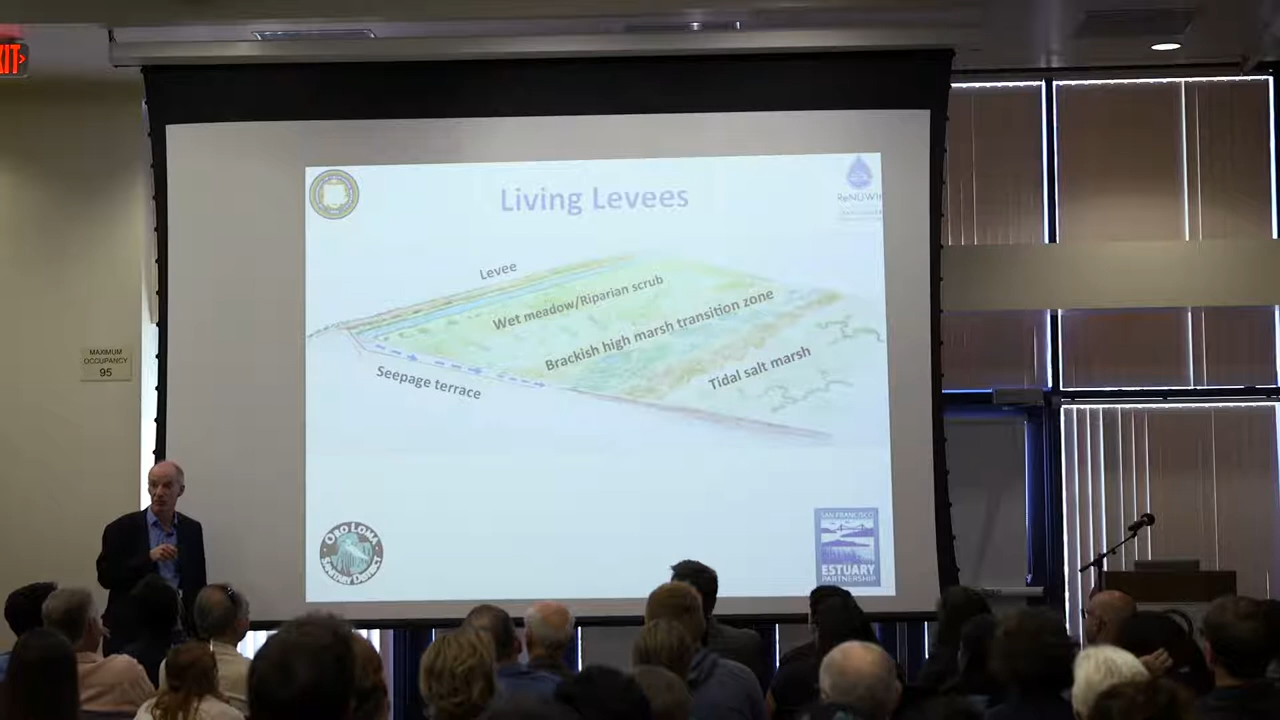 MAXIMUM
OCCUPANCY
95
Living Levees
ReNUWIt
Levee
Wet meadow/Riparian scrub
Brackish high marsh transition zone
Tidal salt marsh
Seepage terrace
ORO LOMA
SANITARY DISTRICT
SAN FRANCISCO
ESTUARY
PARTNERSHIP